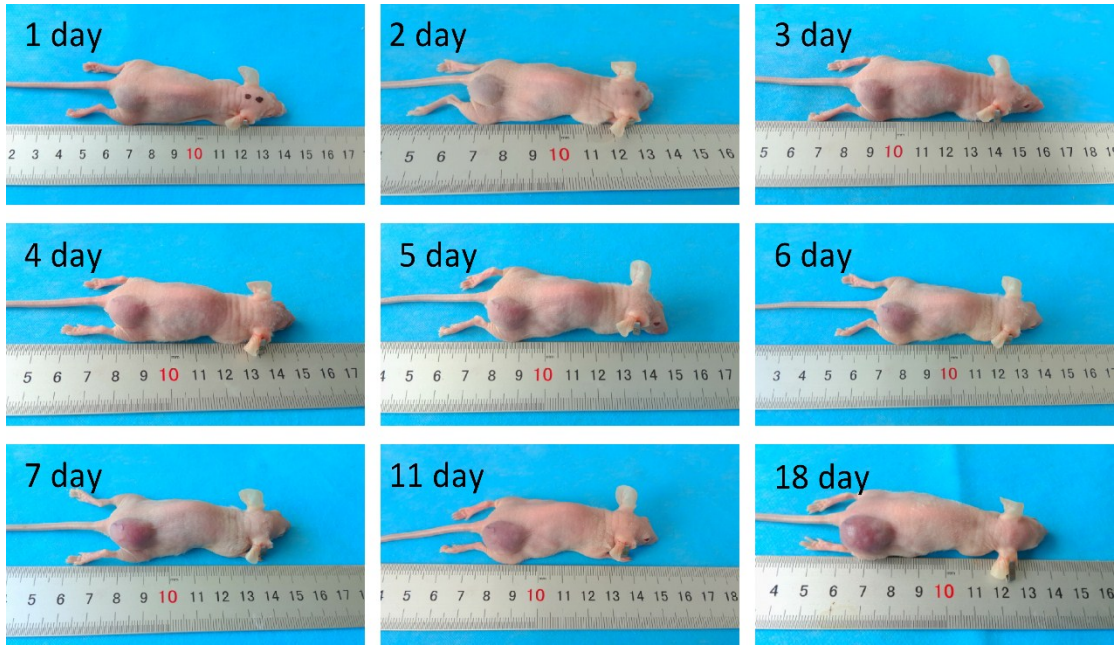 1 day
2 3 4 5 6 7 8 9 10 11 12 13 14 15 16 17
2 day
5 6 7 8 9 10 11 12 13 14 15 16
3 day
5 6 7 8 9 10 11 12 13 14 15 16 17 18
4 day
5 6 7 8 9 10 11 12 13 14 15 16 17
5 day
5 6 7 8 9 10 11 12 13 14 15 16 17
6 day
3 4 5 6 7 8 9 10 11 12 13 14 15 16 17
7 day
5 6 7 8 9 10 11 12 13 14 15 16 17
11 day
5 6 7 8 9 10 11 12 13 14 15 16 17 18
18 day
4 5 6 7 8 9 10 11 12 13 14 15 16